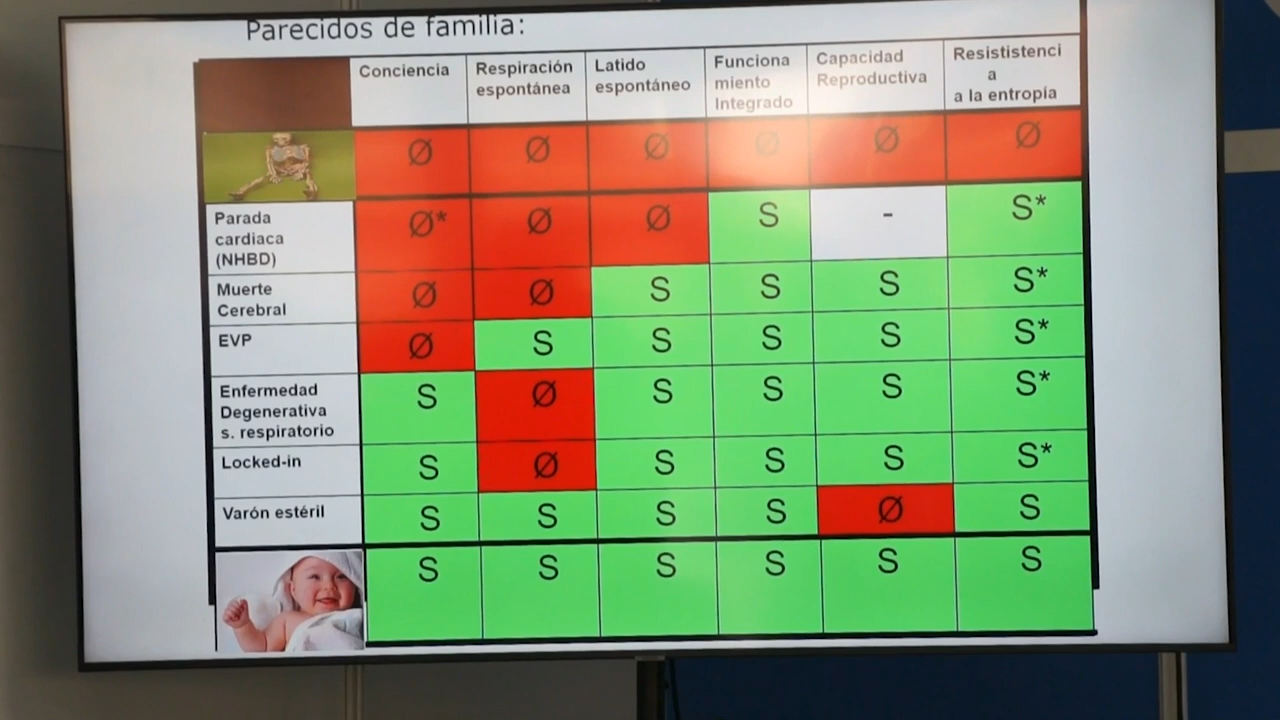 Parecidos de familia:
Conciencia
Respiración
espontánea
Latido
espontáneo
Funciona
miento
Integrado
Capacidad
Reproductiva
Resististenci
a
a la entropía
Ø Ø Ø Ø Ø Ø
Parada
cardiaca
(NHBD)
Ø* Ø Ø S - S*
Muerte
Cerebral
Ø Ø S S S S*
EVP
Ø S S S S S*
Enfermedad
Degenerativa
s. respiratorio
S Ø S S S S*
Locked-in
S Ø S S S S*
Varón estéril
S S S S Ø S
S S S S S S